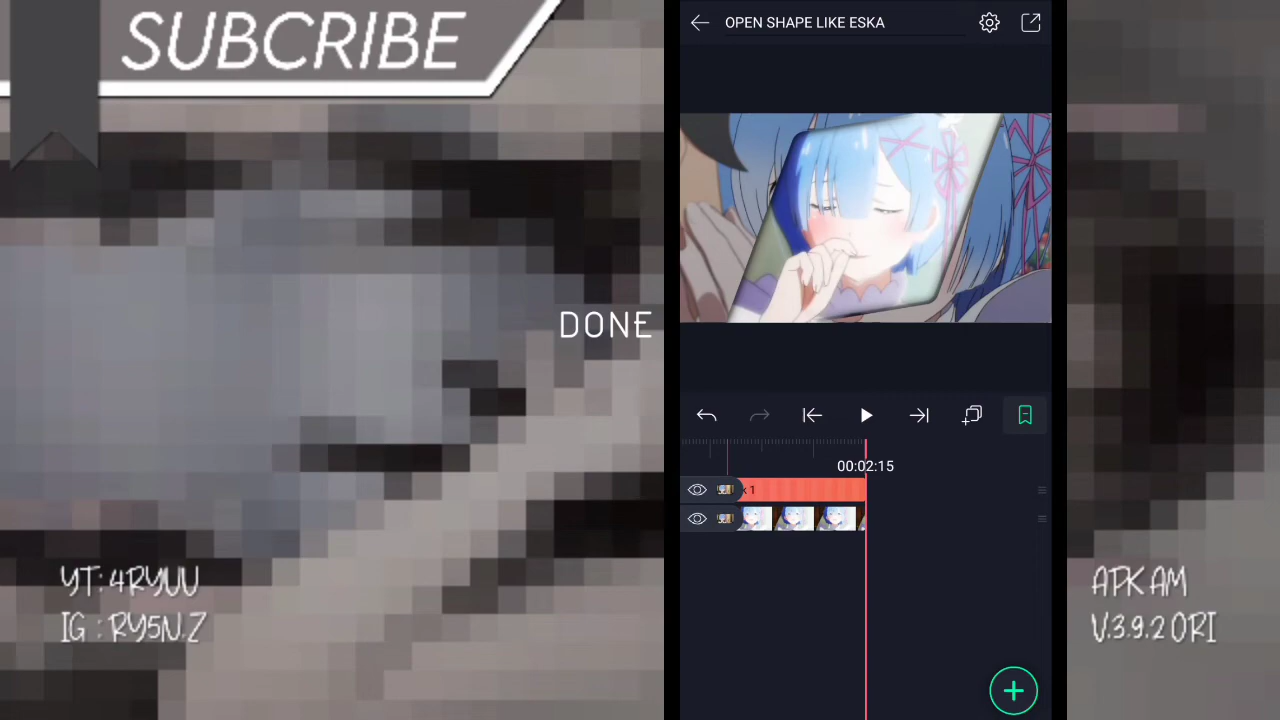 SUBCRIBE
OPEN SHAPE LIKE ESKA
DONE
00:02:15
k 1
YT: 4RYUU
IG : RY5N.Z
APK AM
V.3.9.2 ORI